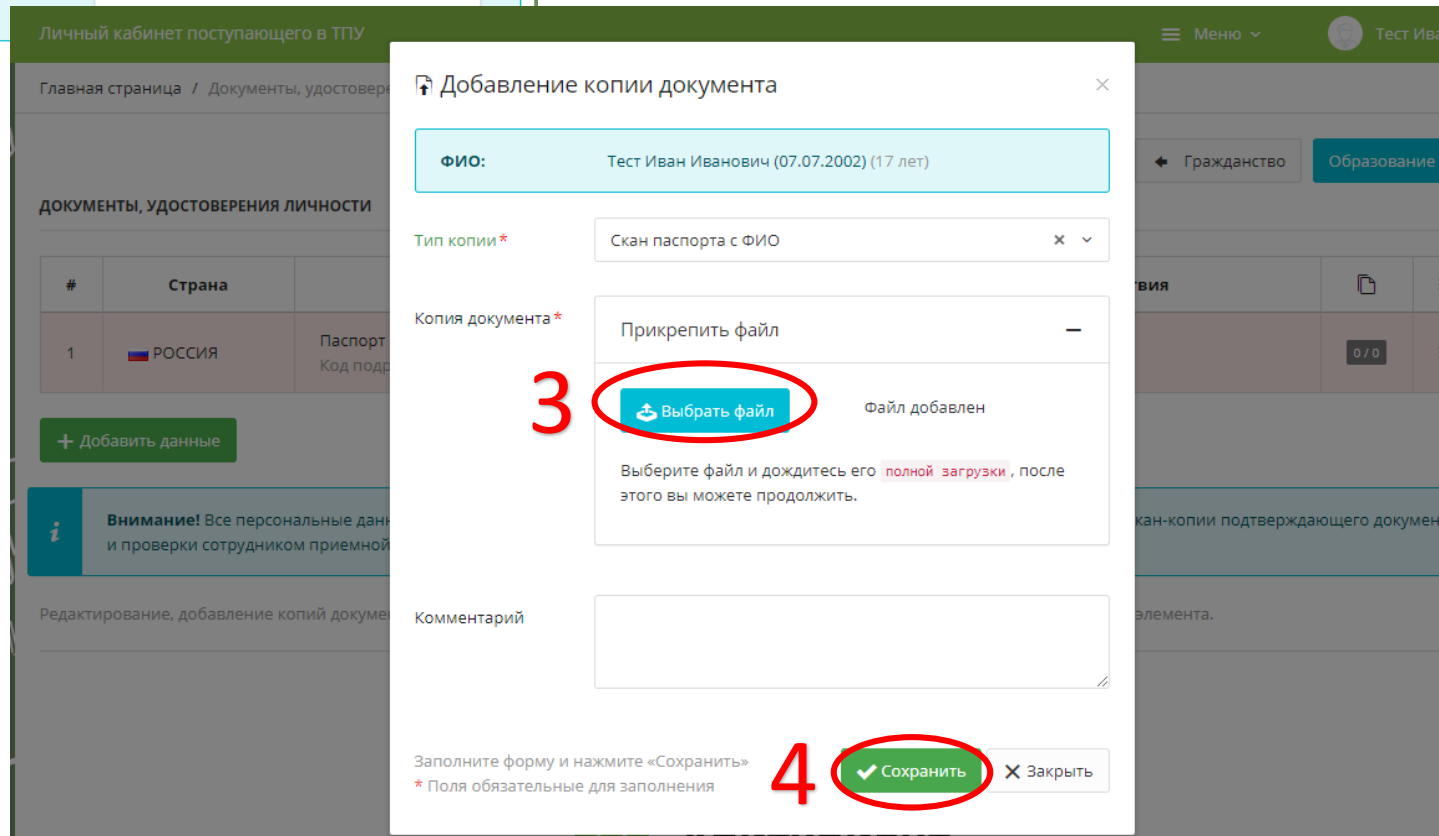 Личный кабинет поступающего в ТПУ
Меню
Тест Ива
Главная страница / Документы, удостовере
Гражданство
Образование
ДОКУМЕНТЫ, УДОСТОВЕРЕНИЯ ЛИЧНОСТИ
# Страна
твия
1 РОССИЯ
Паспорт
Код подр
0 / 0
+ Добавить данные
i
Внимание! Все персональные данн
и проверки сотрудником приемной
кан-копии подтверждающего докумен
Редактирование, добавление копий докуме
элемента.
Добавление копии документа ×
ФИО: Тест Иван Иванович (07.07.2002) (17 лет)
Тип копии* Скан паспорта с ФИО
Копия документа* Прикрепить файл
3
Выбрать файл Файл добавлен
Выберите файл и дождитесь его полной загрузки, после
этого вы можете продолжить.
Комментарий
Заполните форму и нажмите «Сохранить»
* Поля обязательные для заполнения
4
Сохранить
Закрыть